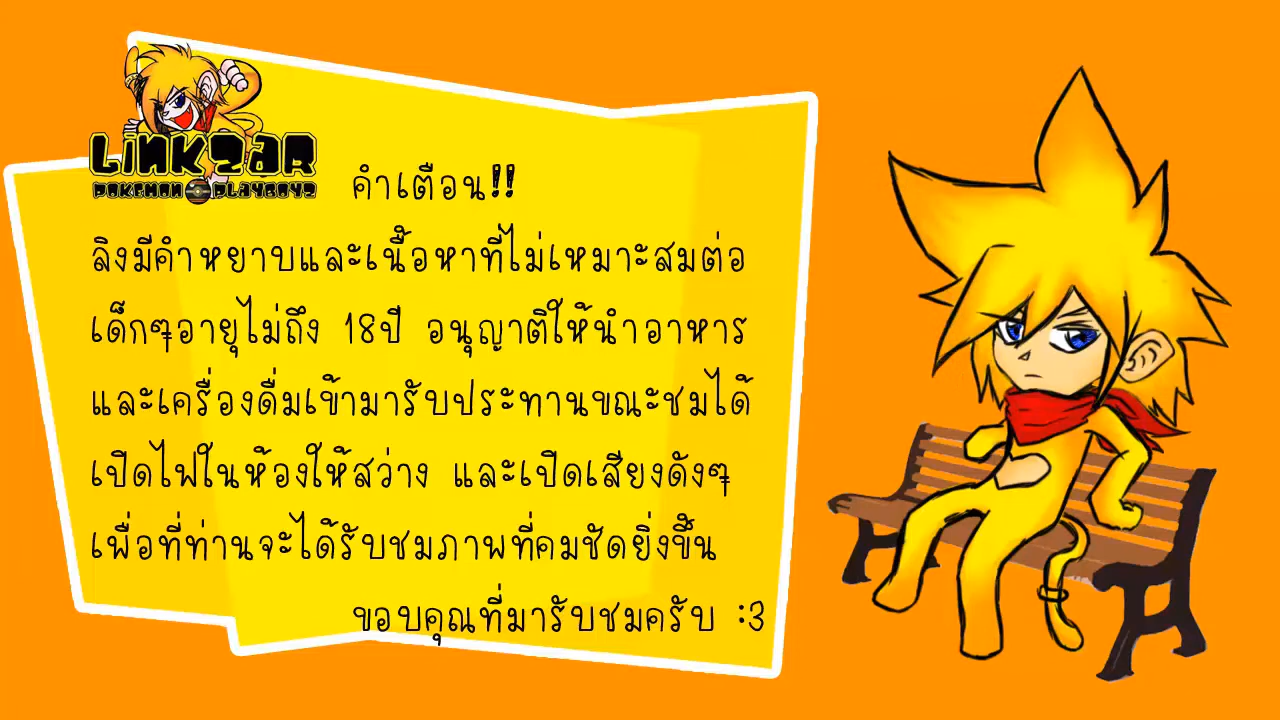 LINKZAR
POKEMON PLAYBOYZ
คำเตือน!!
ลิงมีคำหยาบและเนื้อหาที่ไม่เหมาะสมต่อ
เด็กๆอายุไม่ถึง 18ปี อนุญาติให้นำอาหาร
และเครื่องดื่มเข้ามารับประทานขณะชมได้
เปิดไฟในห้องให้สว่าง และเปิดเสียงดังๆ
เพื่อที่ท่านจะได้รับชมภาพที่คมชัดยิ่งขึ้น
ขอบคุณที่มารับชมครับ :3